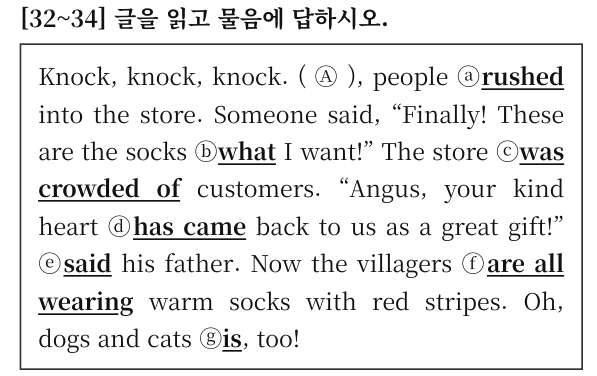 [32~34] 글을 읽고 물음에 답하시오.
Knock, knock, knock. ( Ⓐ ), people ⓐrushed
into the store. Someone said, “Finally! These
are the socks ⓑwhat I want!” The store ⓒwas
crowded of customers. “Angus, your kind
heart ⓓhas came back to us as a great gift!”
ⓔsaid his father. Now the villagers ⓕare all
wearing warm socks with red stripes. Oh,
dogs and cats ⓖis, too!